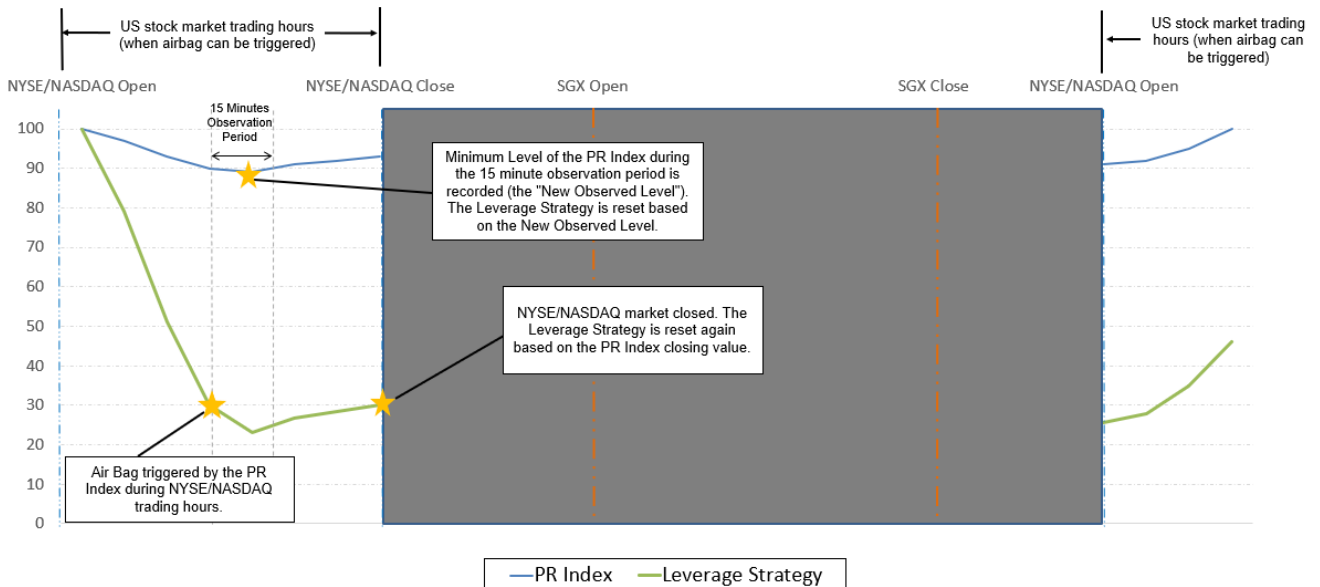 US stock market trading hours
(when airbag can be triggered)
US stock market trading
hours (when airbag can
be triggered)
NYSE/NASDAQ Open
NYSE/NASDAQ Close
SGX Open
SGX Close
NYSE/NASDAQ Open
15 Minutes
Observation
Period
100
90
80
70
60
50
40
30
20
10
0
Minimum Level of the PR Index during
the 15 minute observation period is
recorded (the "New Observed Level").
The Leverage Strategy is reset based
on the New Observed Level.
NYSE/NASDAQ market closed. The
Leverage Strategy is reset again
based on the PR Index closing value.
Air Bag triggered by the PR
Index during NYSE/NASDAQ
trading hours.
PR Index
Leverage Strategy